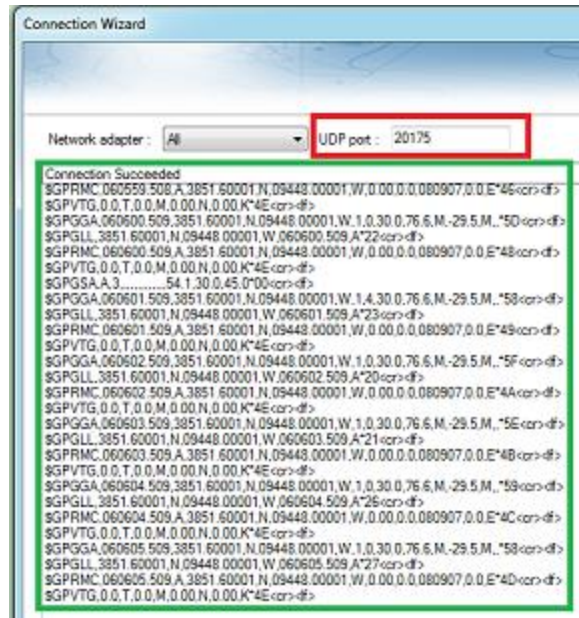 Connection Wizard
Network adapter : All UDP port : 20175
Connection Succeeded
$GPRMC,060559.508,A,3851.60001,N,09448.00001,W,0.00,0.0,080907,0.0,E*46<cr><lf>
$GPVTG,0.0,T,0.0,M,0.00,N,0.00,K*4E<cr><lf>
$GPGGA,060600.509,3851.60001,N,09448.00001,W,1,0,30.0,76.6,M,-29.5,M,,*5D<cr><lf>
$GPGLL,3851.60001,N,09448.00001,W,060600.509,A*22<cr><lf>
$GPRMC,060600.509,A,3851.60001,N,09448.00001,W,0.00,0.0,080907,0.0,E*48<cr><lf>
$GPVTG,0.0,T,0.0,M,0.00,N,0.00,K*4E<cr><lf>
$GPGSA,A,3,,,,,,,,,,,,,54.1,30.0,45.0*00<cr><lf>
$GPGGA,060601.509,3851.60001,N,09448.00001,W,1,4,30.0,76.6,M,-29.5,M,,*58<cr><lf>
$GPGLL,3851.60001,N,09448.00001,W,060601.509,A*23<cr><lf>
$GPRMC,060601.509,A,3851.60001,N,09448.00001,W,0.00,0.0,080907,0.0,E*49<cr><lf>
$GPVTG,0.0,T,0.0,M,0.00,N,0.00,K*4E<cr><lf>
$GPGGA,060602.509,3851.60001,N,09448.00001,W,1,0,30.0,76.6,M,-29.5,M,,*5F<cr><lf>
$GPGLL,3851.60001,N,09448.00001,W,060602.509,A*20<cr><lf>
$GPRMC,060602.509,A,3851.60001,N,09448.00001,W,0.00,0.0,080907,0.0,E*4A<cr><lf>
$GPVTG,0.0,T,0.0,M,0.00,N,0.00,K*4E<cr><lf>
$GPGGA,060603.509,3851.60001,N,09448.00001,W,1,0,30.0,76.6,M,-29.5,M,,*5E<cr><lf>
$GPGLL,3851.60001,N,09448.00001,W,060603.509,A*21<cr><lf>
$GPRMC,060603.509,A,3851.60001,N,09448.00001,W,0.00,0.0,080907,0.0,E*4B<cr><lf>
$GPVTG,0.0,T,0.0,M,0.00,N,0.00,K*4E<cr><lf>
$GPGGA,060604.509,3851.60001,N,09448.00001,W,1,0,30.0,76.6,M,-29.5,M,,*59<cr><lf>
$GPGLL,3851.60001,N,09448.00001,W,060604.509,A*26<cr><lf>
$GPRMC,060604.509,A,3851.60001,N,09448.00001,W,0.00,0.0,080907,0.0,E*4C<cr><lf>
$GPVTG,0.0,T,0.0,M,0.00,N,0.00,K*4E<cr><lf>
$GPGGA,060605.509,3851.60001,N,09448.00001,W,1,0,30.0,76.6,M,-29.5,M,,*58<cr><lf>
$GPGLL,3851.60001,N,09448.00001,W,060605.509,A*27<cr><lf>
$GPRMC,060605.509,A,3851.60001,N,09448.00001,W,0.00,0.0,080907,0.0,E*4D<cr><lf>
$GPVTG,0.0,T,0.0,M,0.00,N,0.00,K*4E<cr><lf>